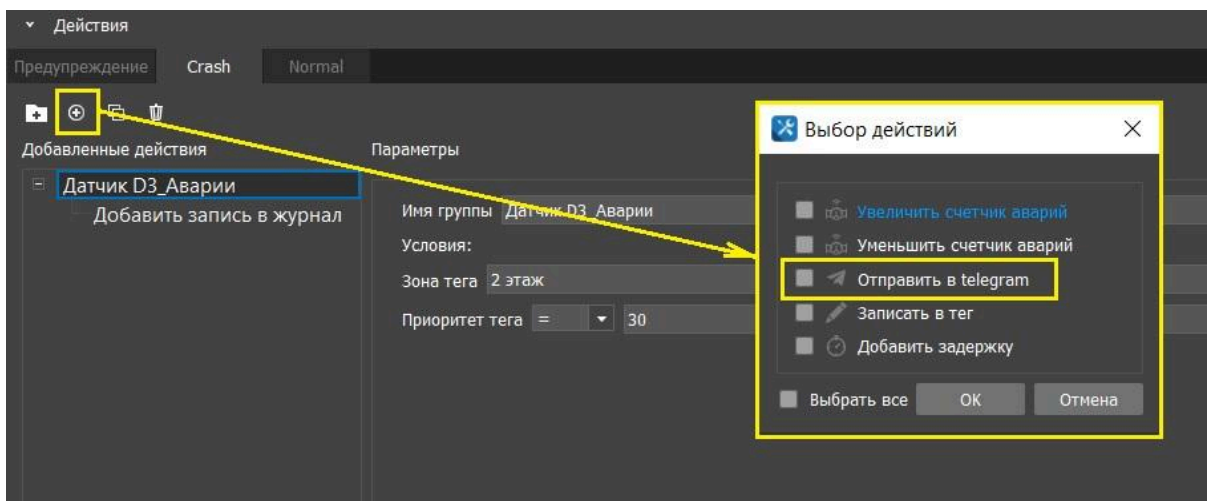 Действия
Предупреждение Crash Normal
Добавленные действия
Датчик D3_Аварии
Добавить запись в журнал
Параметры
Имя группы Датчик D3_Аварии
Условия:
Зона тега 2 этаж
Приоритет тега = 30
Выбор действий
Увеличить счетчик аварий
Уменьшить счетчик аварий
Отправить в telegram
Записать в тег
Добавить задержку
Выбрать все OK Отмена